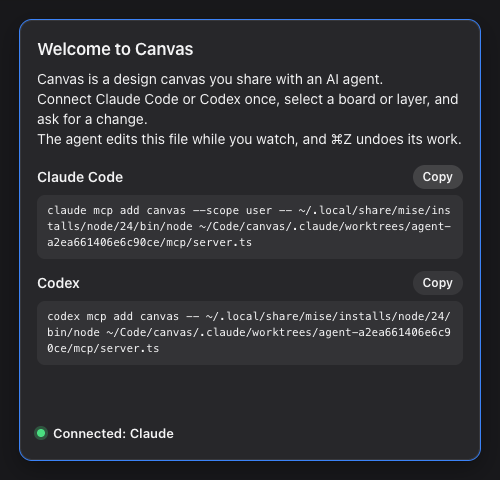 Welcome to Canvas
Canvas is a design canvas you share with an AI agent.
Connect Claude Code or Codex once, select a board or layer, and
ask for a change.
The agent edits this file while you watch, and ⌘Z undoes its work.
Claude Code
Copy
claude mcp add canvas --scope user -- ~/.local/share/mise/ins
talls/node/24/bin/node ~/Code/canvas/.claude/worktrees/agent-
a2ea661406e6c90ce/mcp/server.ts
Codex
Copy
codex mcp add canvas -- ~/.local/share/mise/installs/node/24/
bin/node ~/Code/canvas/.claude/worktrees/agent-a2ea661406e6c9
0ce/mcp/server.ts
Connected: Claude